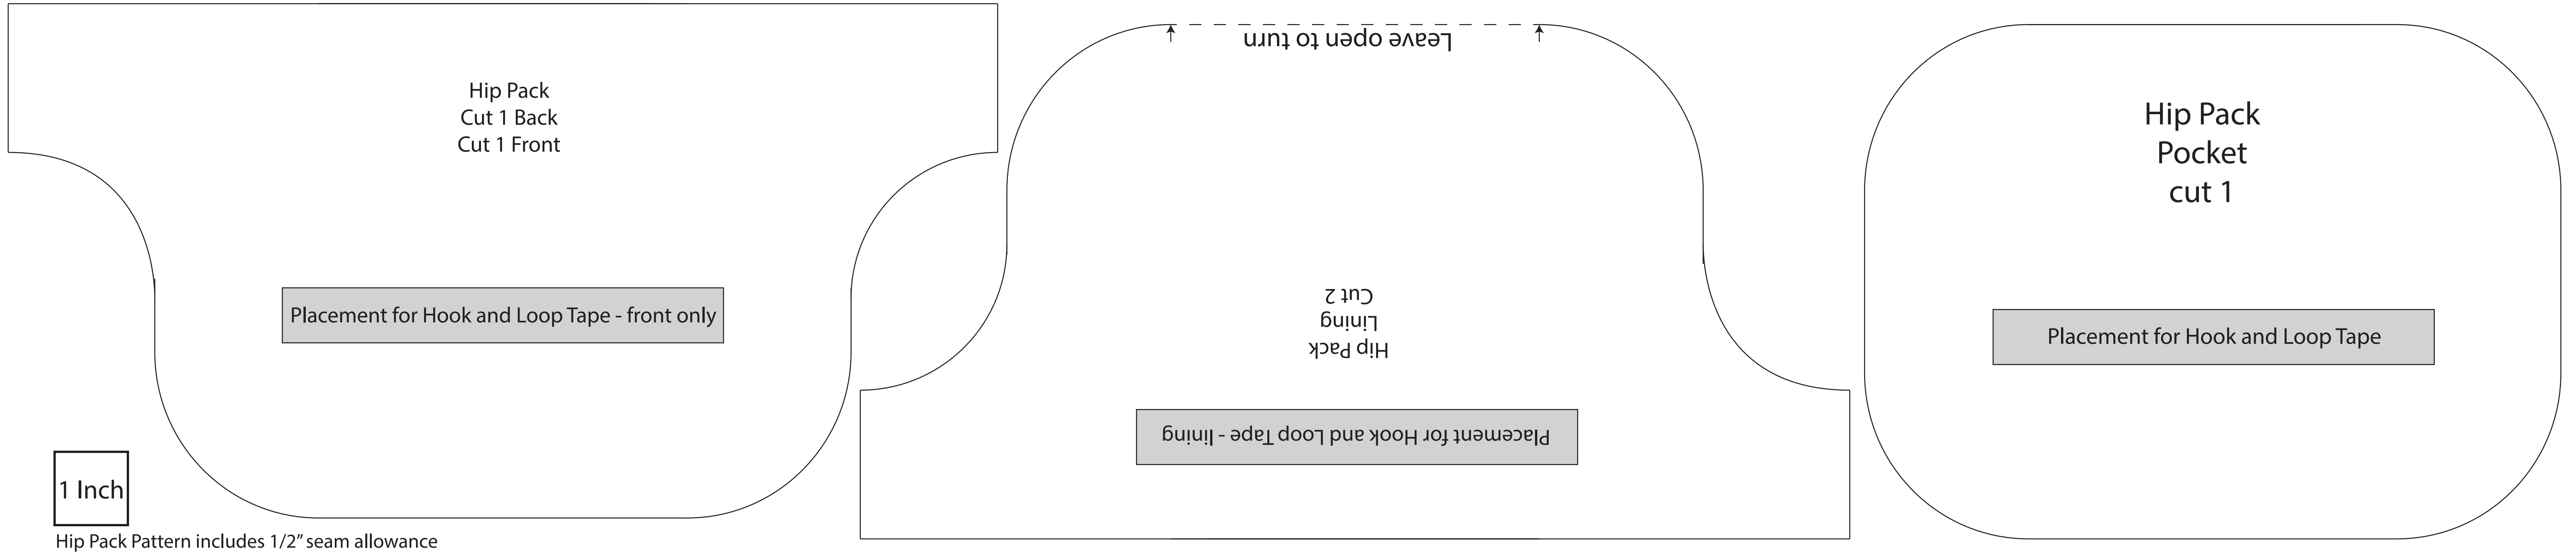 Hip Pack
Cut 1 Back
Cut 1 Front
Placement for Hook and Loop Tape - front only
1 Inch
Hip Pack Pattern includes 1/2” seam allowance
Leave open to turn
Hip Pack
Lining
Cut 2
Placement for Hook and Loop Tape - lining
Hip Pack
Pocket
cut 1
Placement for Hook and Loop Tape